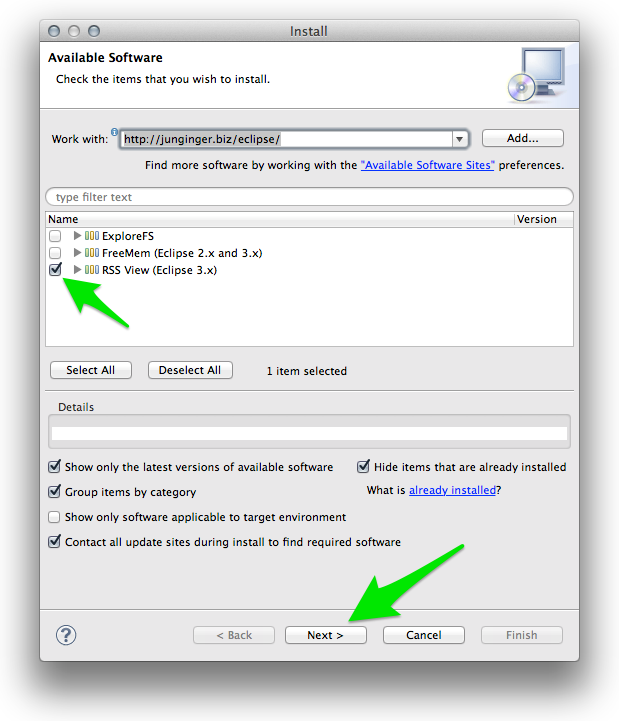 Install
Available Software
Check the items that you wish to install.
Work with: http://junginger.biz/eclipse/ Add...
Find more software by working with the "Available Software Sites" preferences.
type filter text
Name Version
ExploreFS
FreeMem (Eclipse 2.x and 3.x)
RSS View (Eclipse 3.x)
Select All Deselect All 1 item selected
Details
Show only the latest versions of available software Hide items that are already installed
Group items by category What is already installed?
Show only software applicable to target environment
Contact all update sites during install to find required software
? < Back Next > Cancel Finish